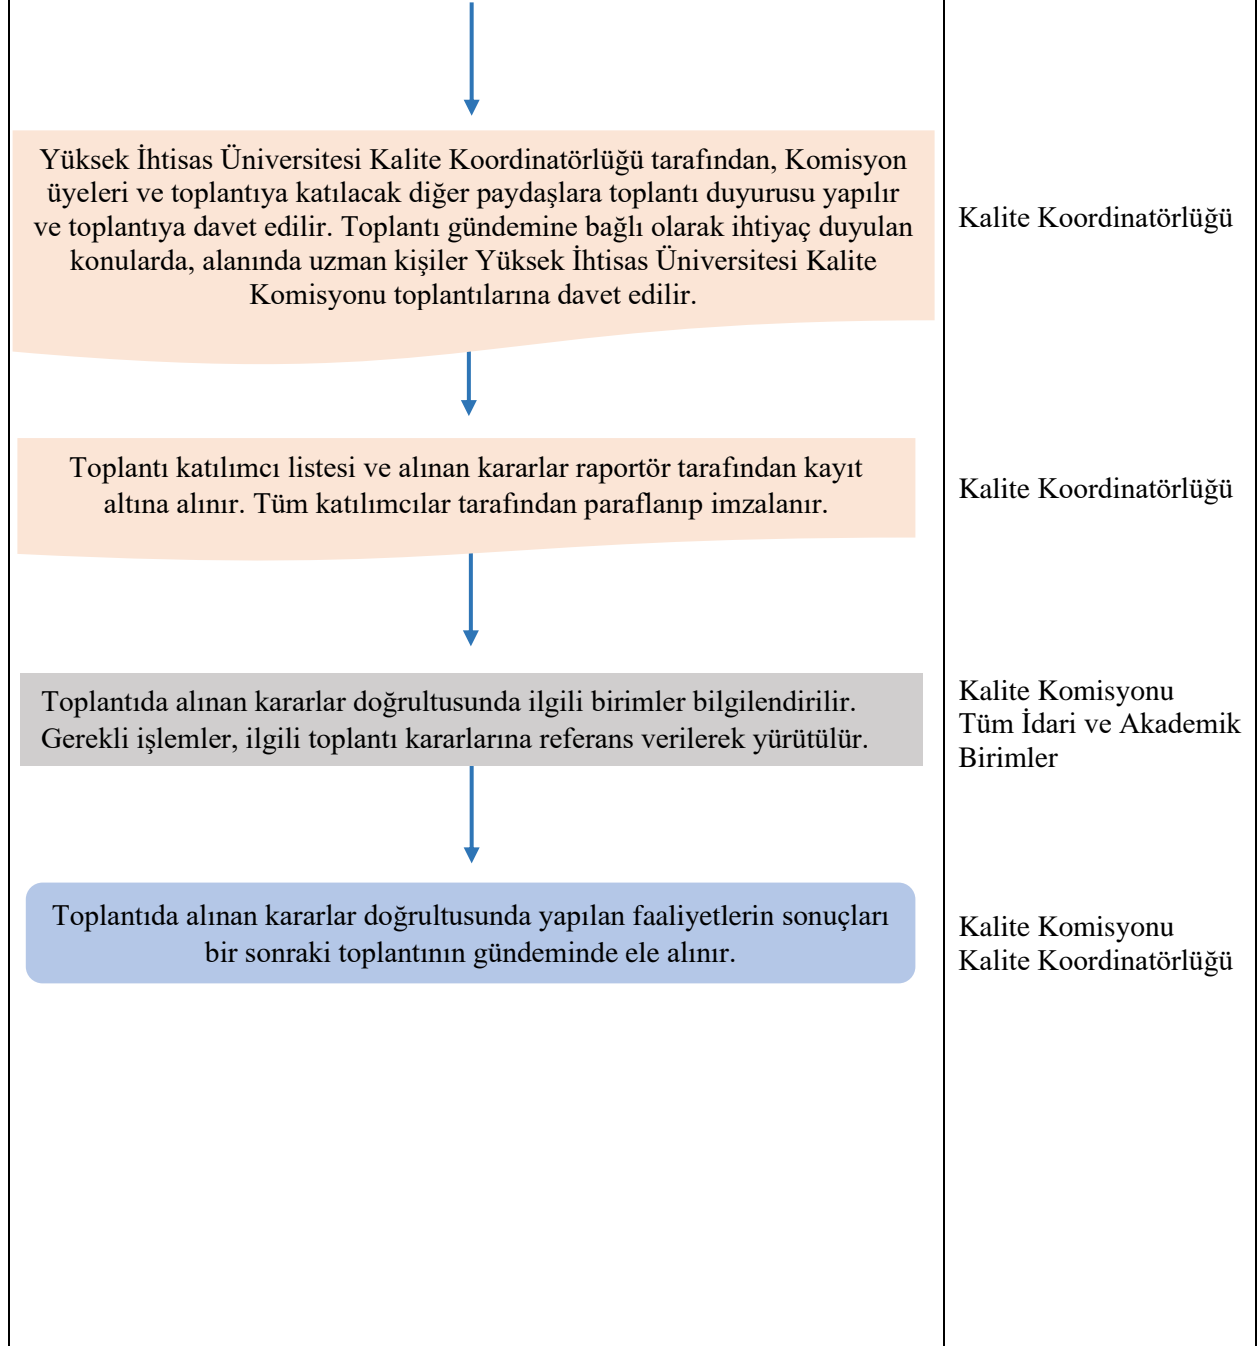 Yüksek İhtisas Üniversitesi Kalite Koordinatörlüğü tarafından, Komisyon
üyeleri ve toplantıya katılacak diğer paydaşlara toplantı duyurusu yapılır
ve toplantıya davet edilir. Toplantı gündemine bağlı olarak ihtiyaç duyulan
konularda, alanında uzman kişiler Yüksek İhtisas Üniversitesi Kalite
Komisyonu toplantılarına davet edilir.
Kalite Koordinatörlüğü
Toplantı katılımcı listesi ve alınan kararlar raportör tarafından kayıt
altına alınır. Tüm katılımcılar tarafından paraflanıp imzalanır.
Kalite Koordinatörlüğü
Toplantıda alınan kararlar doğrultusunda ilgili birimler bilgilendirilir.
Gerekli işlemler, ilgili toplantı kararlarına referans verilerek yürütülür.
Kalite Komisyonu
Tüm İdari ve Akademik
Birimler
Toplantıda alınan kararlar doğrultusunda yapılan faaliyetlerin sonuçları
bir sonraki toplantının gündeminde ele alınır.
Kalite Komisyonu
Kalite Koordinatörlüğü